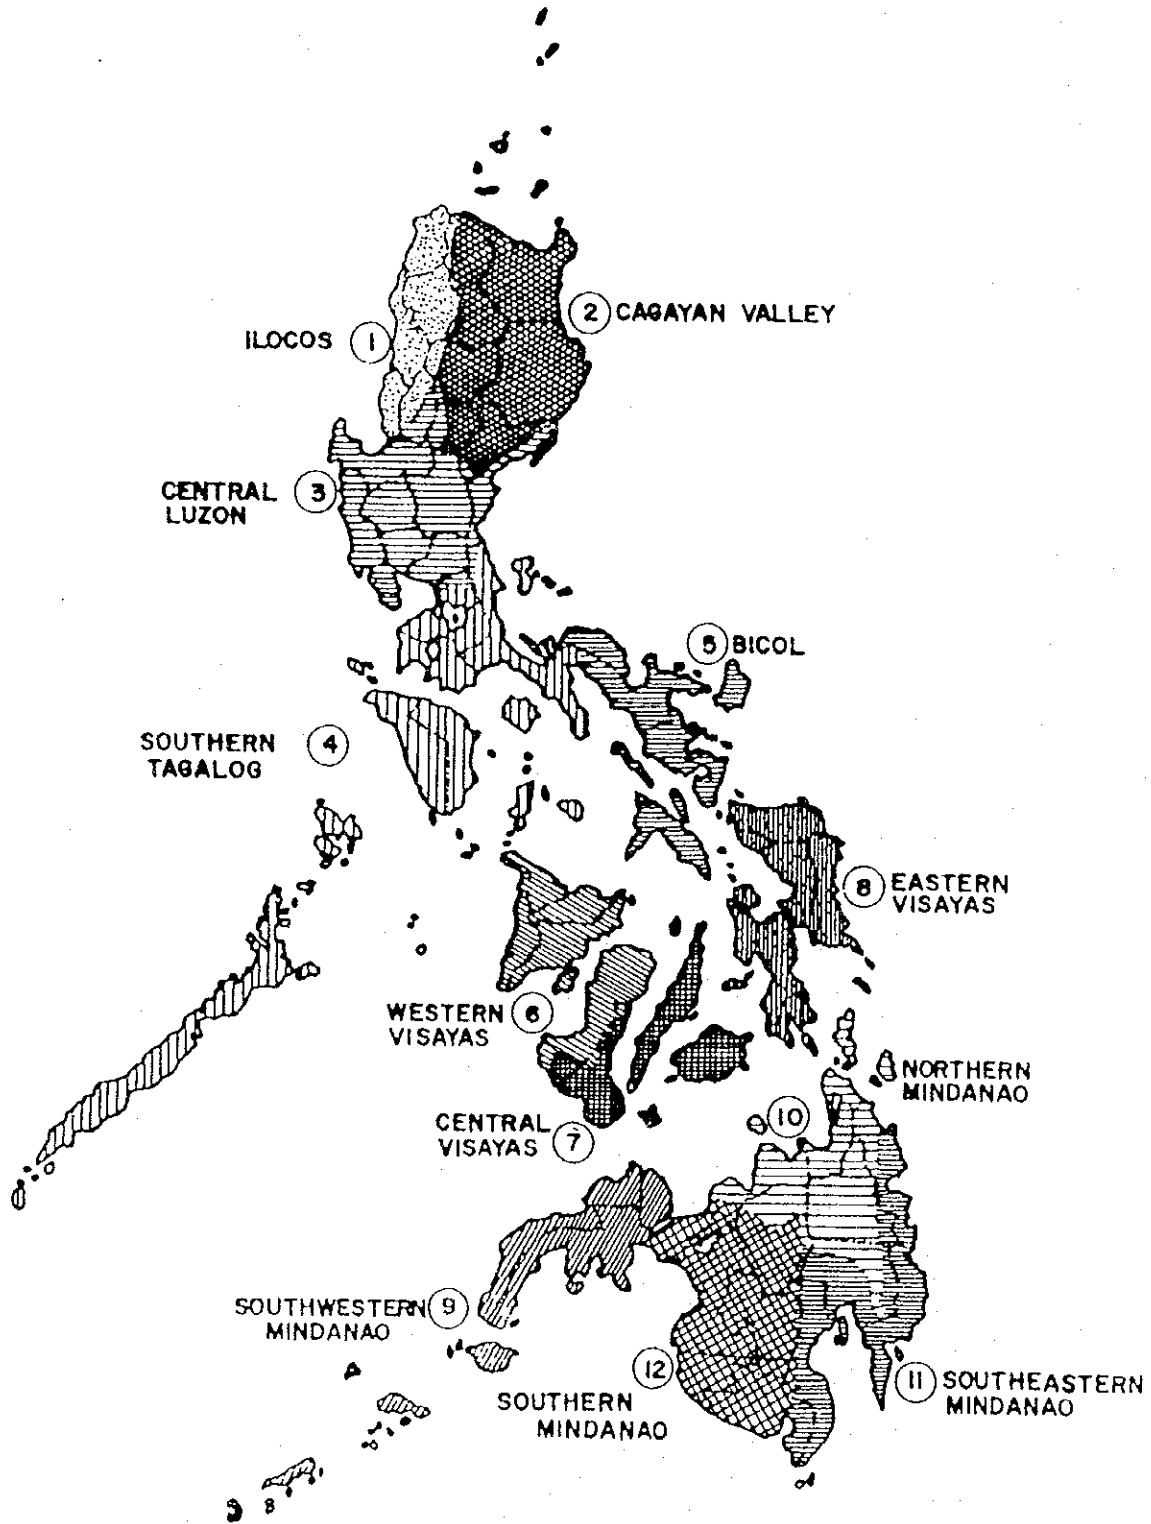 2 CAGAYAN VALLEY
ILOCOS 1
CENTRAL 3
LUZON
5 BICOL
SOUTHERN 4
TAGALOG
8 EASTERN
VISAYAS
WESTERN 6
VISAYAS
NORTHERN
MINDANAO
10
CENTRAL
VISAYAS 7
SOUTHWESTERN 9
MINDANAO
12
SOUTHERN
MINDANAO
11 SOUTHEASTERN
MINDANAO